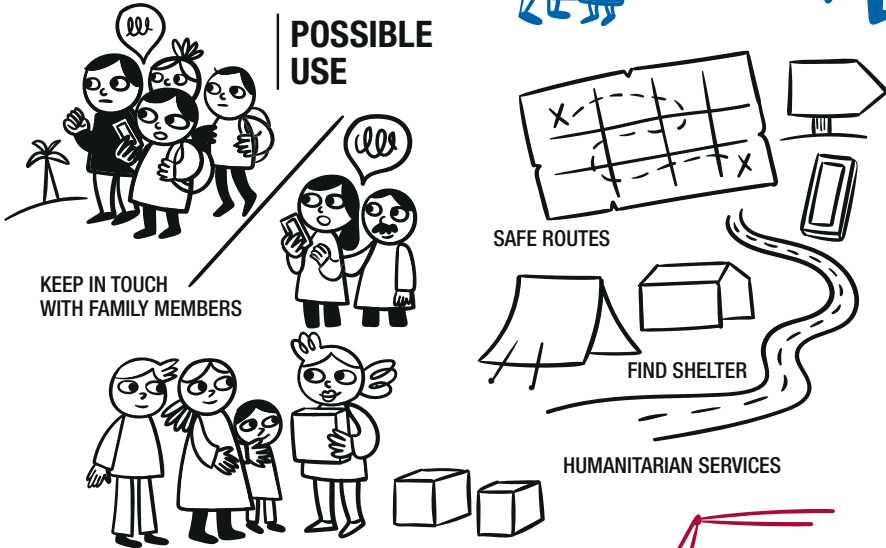 POSSIBLE
USE
KEEP IN TOUCH
WITH FAMILY MEMBERS
SAFE ROUTES
X
X
FIND SHELTER
HUMANITARIAN SERVICES